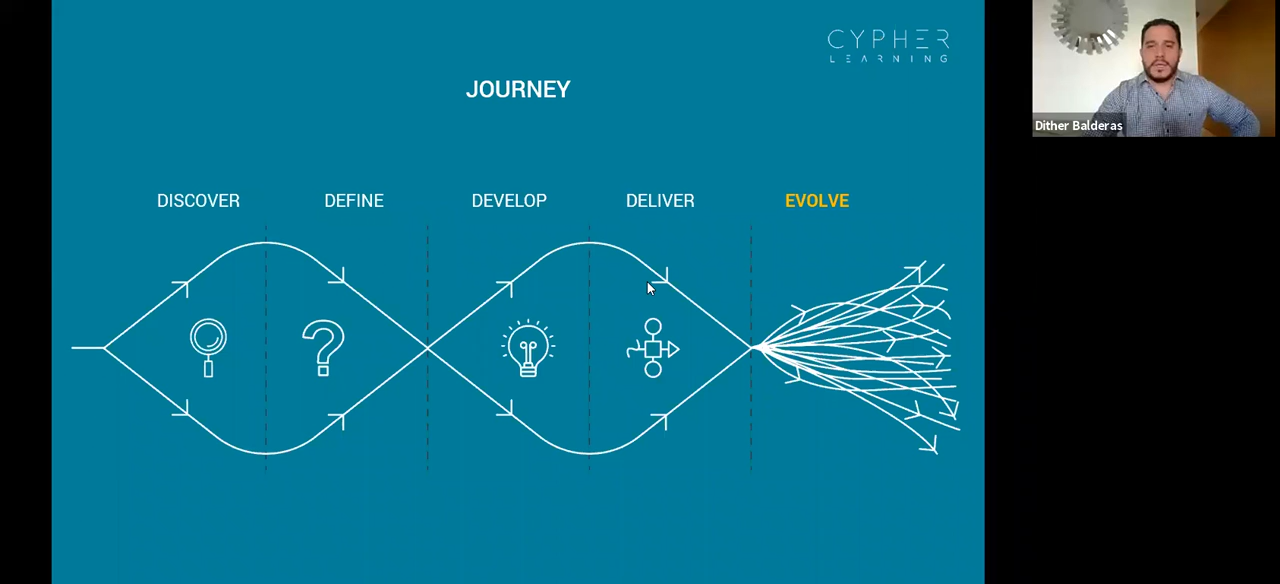 CYPHER
LEARNING
JOURNEY
DISCOVER
DEFINE
DEVELOP
DELIVER
EVOLVE
Dither Balderas